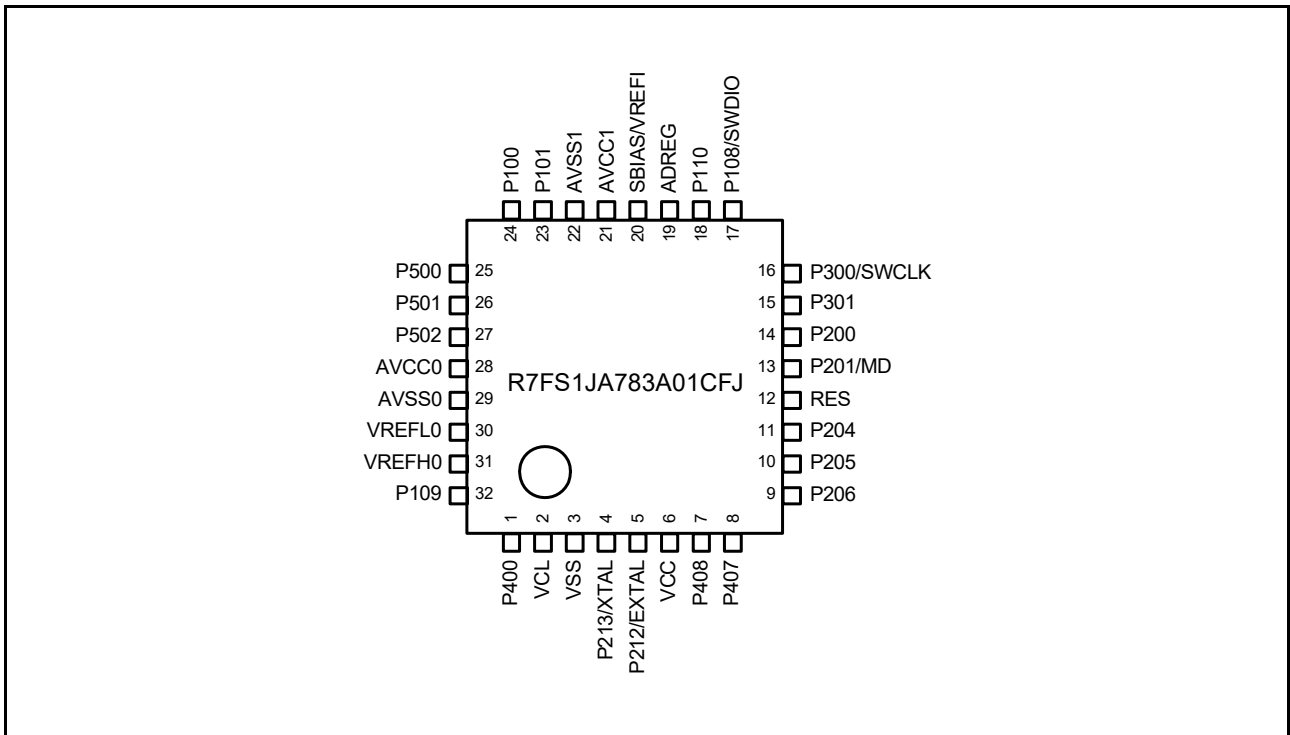 P100
P101
AVSS1
AVCC1
SBIAS/VREFI
ADREG
P110
P108/SWDIO
24
23
22
21
20
19
18
17
P500 25
P501 26
P502 27
AVCC0 28
AVSS0 29
VREFL0 30
VREFH0 31
P109 32
R7FS1JA783A01CFJ
16 P300/SWCLK
15 P301
14 P200
13 P201/MD
12 RES
11 P204
10 P205
9 P206
1
2
3
4
5
6
7
8
P400
VCL
VSS
P213/XTAL
P212/EXTAL
VCC
P408
P407